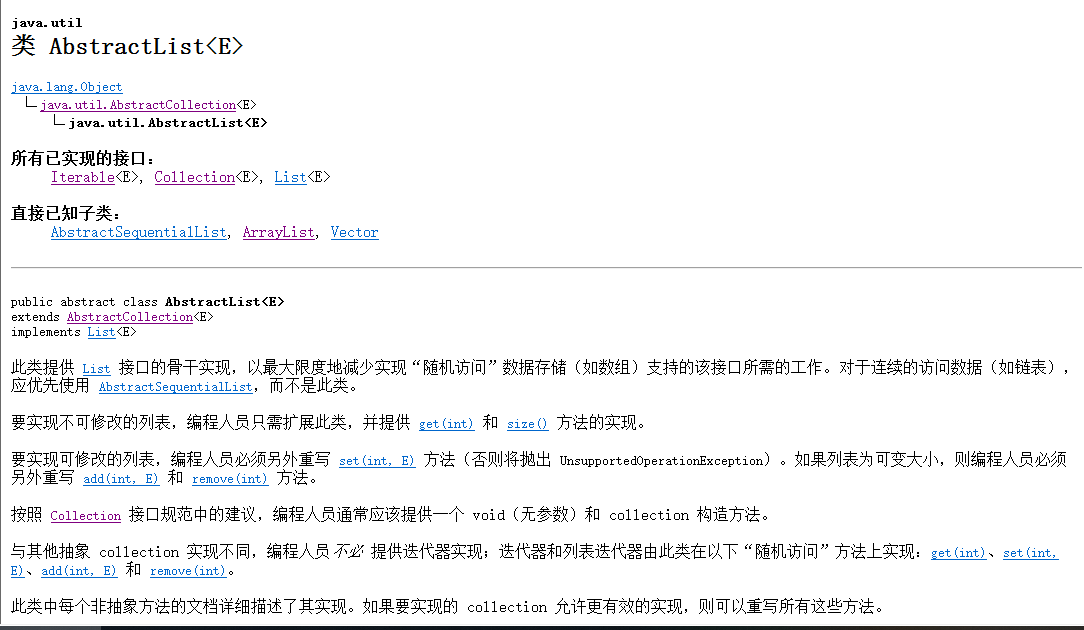 java.util
类 AbstractList<E>
java.lang.Object
java.util.AbstractCollection<E>
java.util.AbstractList<E>
所有已实现的接口：
Iterable<E>, Collection<E>, List<E>
直接已知子类：
AbstractSequentialList, ArrayList, Vector
public abstract class AbstractList<E>
extends AbstractCollection<E>
implements List<E>
此类提供 List 接口的骨干实现，以最大限度地减少实现“随机访问”数据存储（如数组）支持的该接口所需的工作。对于连续的访问数据（如链表），
应优先使用 AbstractSequentialList，而不是此类。
要实现不可修改的列表，编程人员只需扩展此类，并提供 get(int) 和 size() 方法的实现。
要实现可修改的列表，编程人员必须另外重写 set(int, E) 方法（否则将抛出 UnsupportedOperationException）。如果列表为可变大小，则编程人员必须
另外重写 add(int, E) 和 remove(int) 方法。
按照 Collection 接口规范中的建议，编程人员通常应该提供一个 void（无参数）和 collection 构造方法。
与其他抽象 collection 实现不同，编程人员不必 提供迭代器实现；迭代器和列表迭代器由此类在以下“随机访问”方法上实现：get(int)、set(int,
E)、add(int, E) 和 remove(int)。
此类中每个非抽象方法的文档详细描述了其实现。如果要实现的 collection 允许更有效的实现，则可以重写所有这些方法。